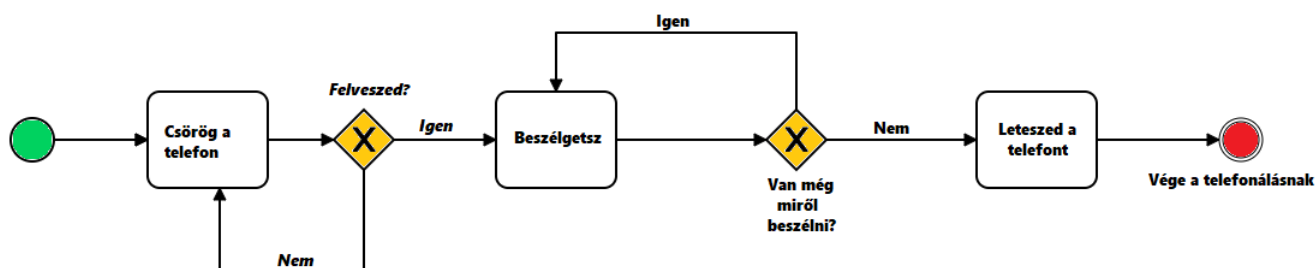 Igen
Felveszed?
Csörög a
telefon
X
Igen
Beszélgetsz
X
Nem
Leteszed a
telefont
Van még
miről
beszélni?
Vége a telefonálásnak
Nem